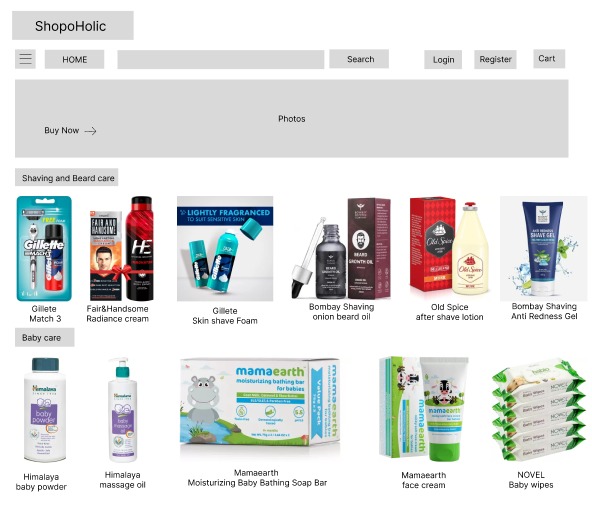 ShopoHolic
HOME
Search
Login
Register
Cart
Photos
Buy Now
Shaving and Beard care
Gillette
MACH3
FREE
FAIR AND
HANDSOME
HE
LIGHTLY FRAGRANCED
TO SUIT SENSITIVE SKIN
BEARD
GROWTH OIL
Old Spice
Old Spice
ANTI REDNESS
SHAVE GEL
Gillete
Match 3
Fair&Handsome
Radiance cream
Gillete
Skin shave Foam
Bombay Shaving
onion beard oil
Old Spice
after shave lotion
Bombay Shaving
Anti Redness Gel
Baby care
Himalaya
baby
powder
Himalaya
mamaearth
moisturizing bathing bar
for babies
Value Pack
mamaearth
mamaearth
Himalaya
baby powder
Himalaya
massage oil
Mamaearth
Moisturizing Baby Bathing Soap Bar
Mamaearth
face cream
NOVEL
Baby wipes